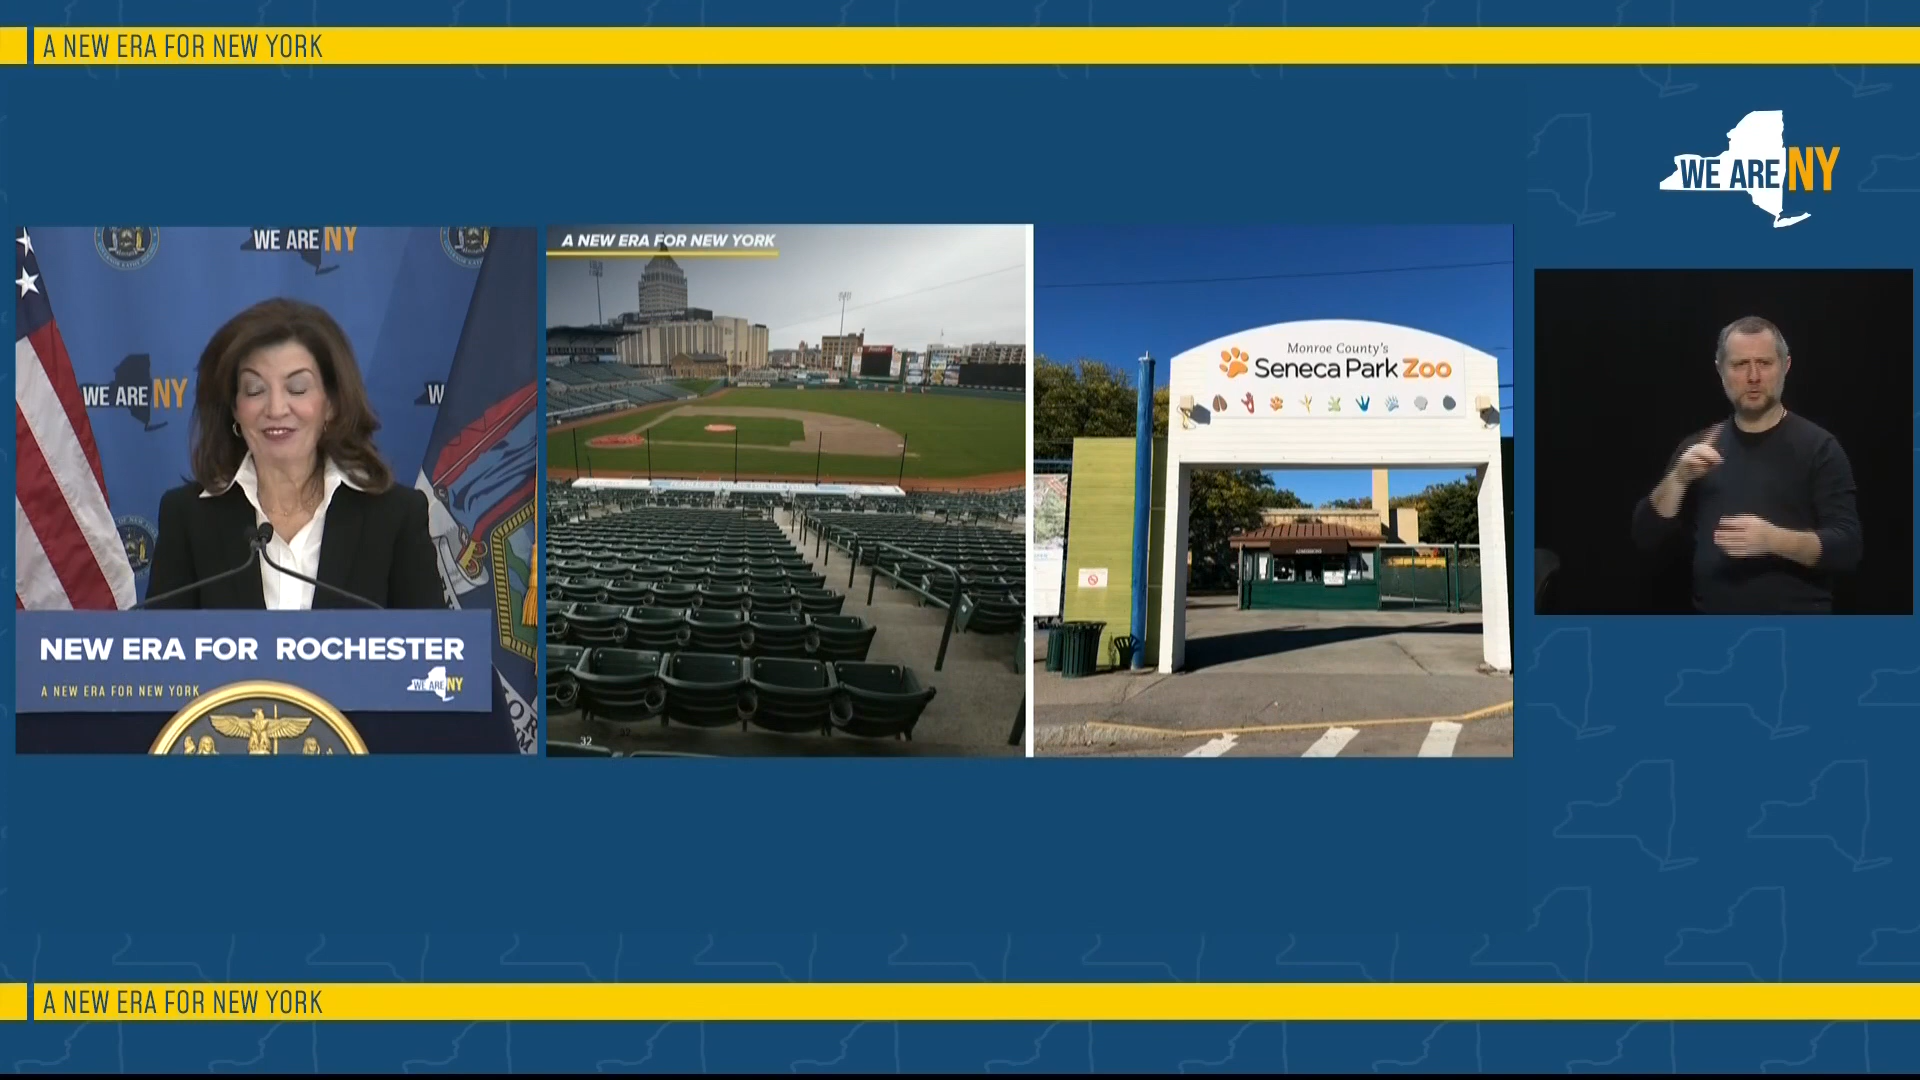 A NEW ERA FOR NEW YORK
WE ARE NY
WE ARE NY
WE ARE NY
W
NEW ERA FOR ROCHESTER
A NEW ERA FOR NEW YORK
WE ARE NY
A NEW ERA FOR NEW YORK
32
Monroe County's
Seneca Park Zoo
ADMISSIONS
A NEW ERA FOR NEW YORK